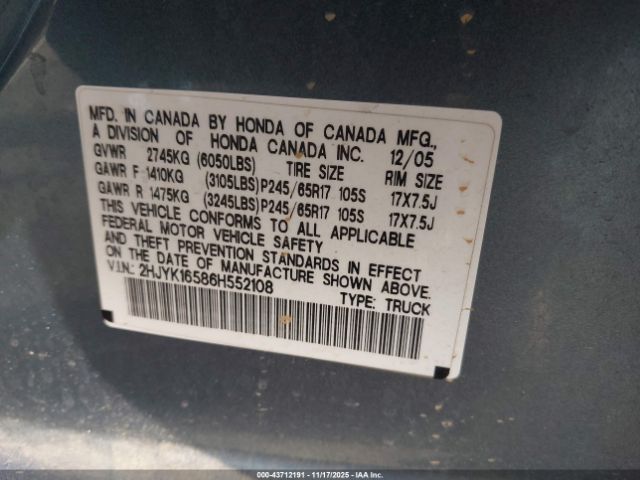 MFD. IN CANADA BY HONDA OF CANADA MFG.,
A DIVISION OF HONDA CANADA INC. 12/05
GVWR 2745KG (6050LBS) TIRE SIZE RIM SIZE
GAWR F 1410KG (3105LBS) P245/65R17 105S 17X7.5J
GAWR R 1475KG (3245LBS) P245/65R17 105S 17X7.5J
THIS VEHICLE CONFORMS TO ALL APPLICABLE
FEDERAL MOTOR VEHICLE SAFETY
AND THEFT PREVENTION STANDARDS IN EFFECT
ON THE DATE OF MANUFACTURE SHOWN ABOVE.
V.I.N.: 2HJYK16586H552108
TYPE: TRUCK
000-43712191 - 11/17/2025 - IAA Inc.